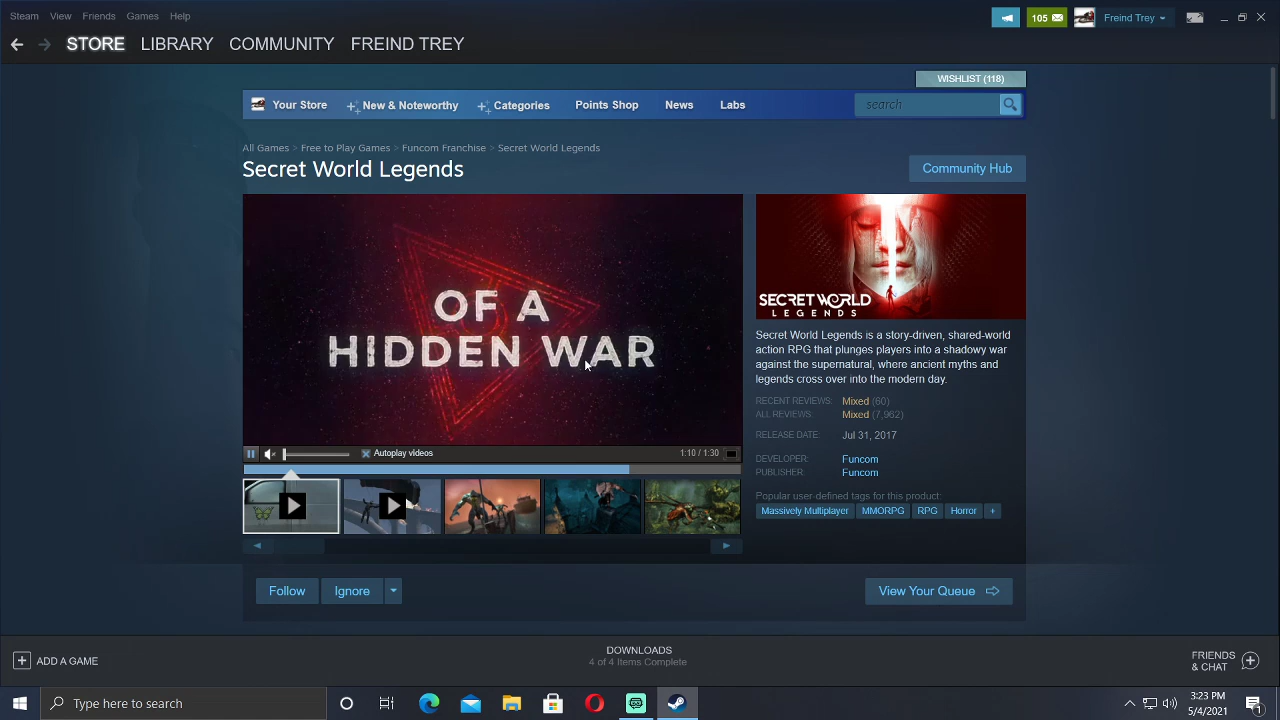 Steam View Friends Games Help
105 Freind Trey
STORE LIBRARY COMMUNITY FREIND TREY
WISHLIST (118)
Your Store New & Noteworthy Categories Points Shop News Labs search
All Games > Free to Play Games > Funcom Franchise > Secret World Legends
Secret World Legends
Community Hub
OF A
HIDDEN WAR
SECRET WORLD
LEGENDS
Secret World Legends is a story-driven, shared-world
action RPG that plunges players into a shadowy war
against the supernatural, where ancient myths and
legends cross over into the modern day.
RECENT REVIEWS: Mixed (60)
ALL REVIEWS: Mixed (7,962)
RELEASE DATE: Jul 31, 2017
DEVELOPER: Funcom
PUBLISHER: Funcom
Popular user-defined tags for this product:
Massively Multiplayer MMORPG RPG Horror +
Autoplay videos 1:10 / 1:30
Follow Ignore View Your Queue
ADD A GAME
DOWNLOADS
4 of 4 Items Complete
FRIENDS
& CHAT
Type here to search
3:23 PM
5/4/2021
1